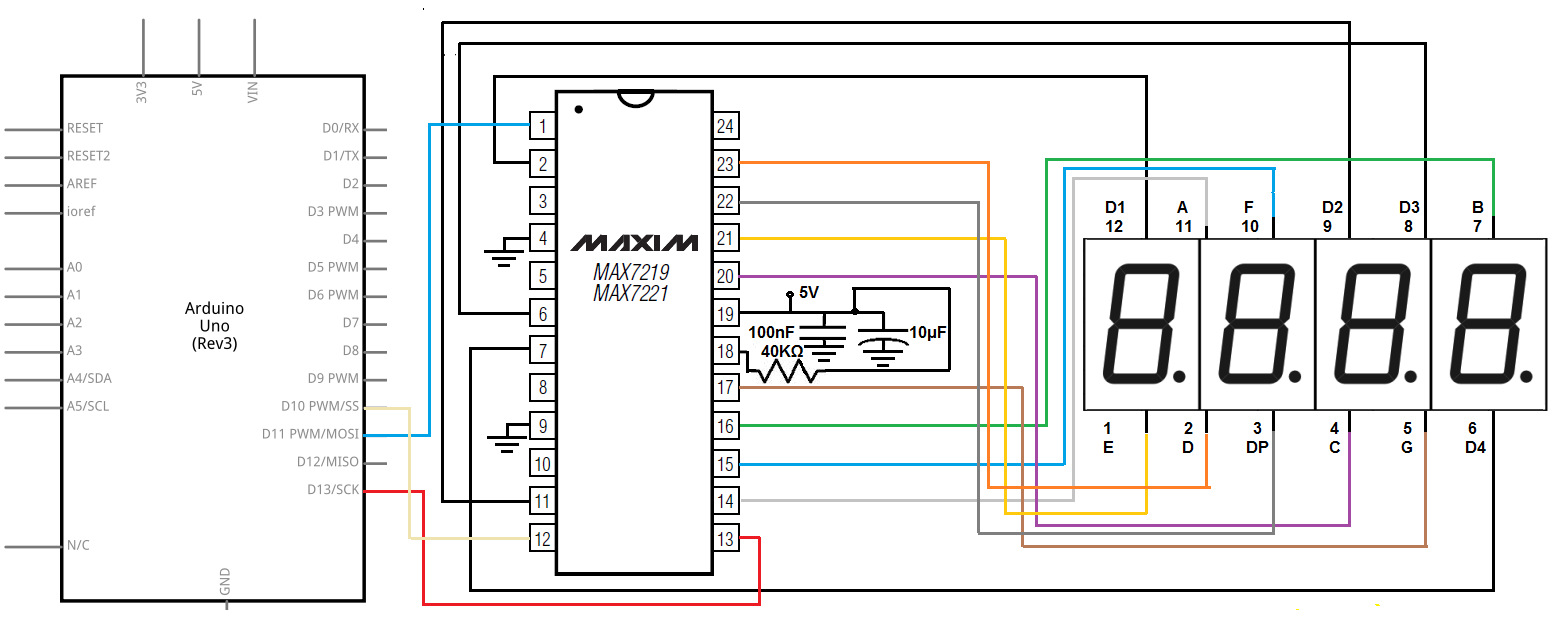 3V3
5V
VIN
RESET
RESET2
AREF
ioref
A0
A1
A2
A3
A4/SDA
A5/SCL
N/C
Arduino
Uno
(Rev3)
D0/RX
D1/TX
D2
D3 PWM
D4
D5 PWM
D6 PWM
D7
D8
D9 PWM
D10 PWM/SS
D11 PWM/MOSI
D12/MISO
D13/SCK
GND
1
2
3
4
5
6
7
8
9
10
11
12
MAXIM
MAX7219
MAX7221
24
23
22
21
20
19
18
17
16
15
14
13
5V
100nF
10µF
40KΩ
D1 A F D2 D3 B
12 11 10 9 8 7
8. 8. 8. 8.
1 2 3 4 5 6
E D DP C G D4